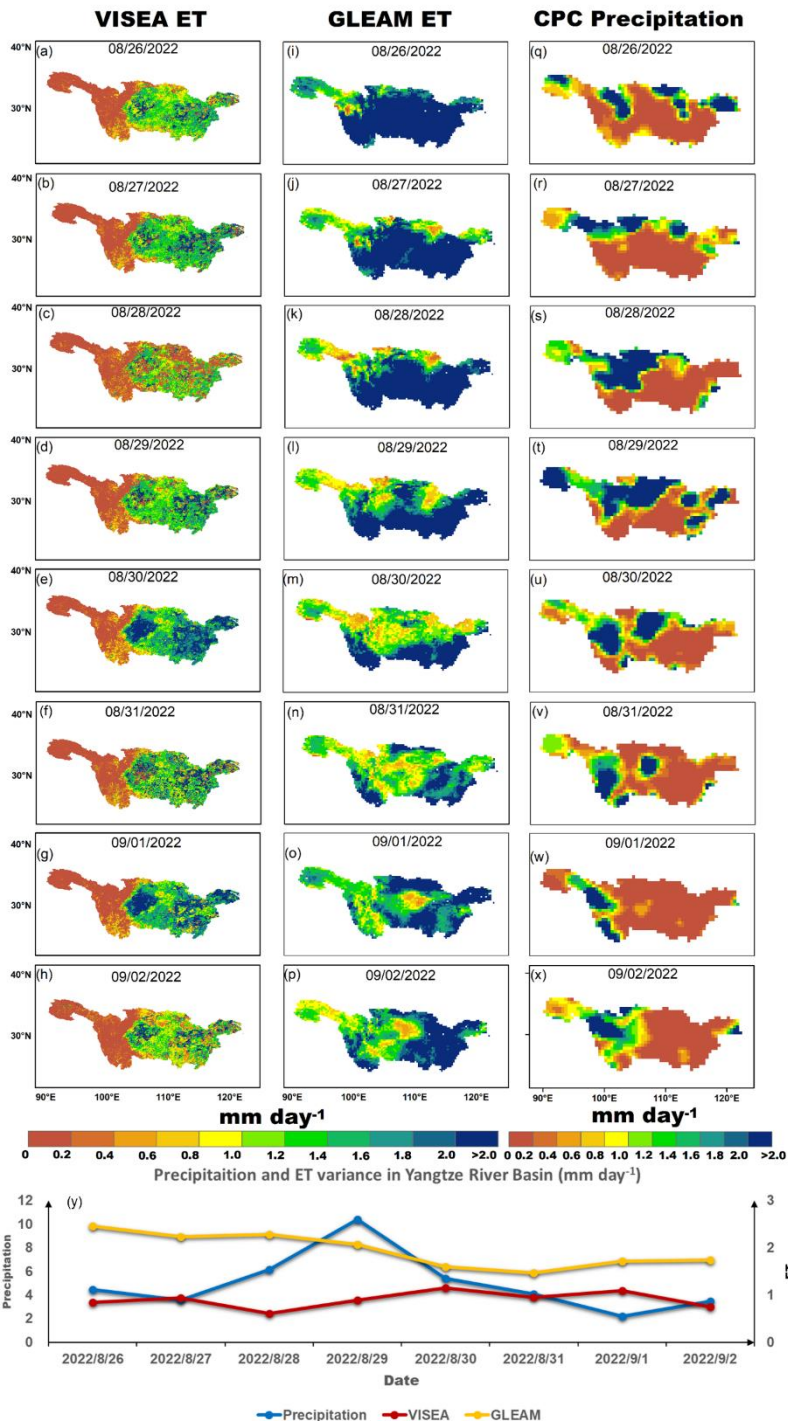 VISEA ET GLEAM ET CPC Precipitation
40°N (a) 08/26/2022 (i) 08/26/2022 (q) 08/26/2022
30°N
(b) 08/27/2022 (j) 08/27/2022 (r) 08/27/2022
40°N
30°N
40°N (c) 08/28/2022 (k) 08/28/2022 (s) 08/28/2022
30°N
40°N (d) 08/29/2022 (l) 08/29/2022 (t) 08/29/2022
30°N
40°N (e) 08/30/2022 (m) 08/30/2022 (u) 08/30/2022
30°N
40°N (f) 08/31/2022 (n) 08/31/2022 (v) 08/31/2022
30°N
40°N (g) 09/01/2022 (o) 09/01/2022 (w) 09/01/2022
30°N
40°N (h) 09/02/2022 (p) 09/02/2022 (x) 09/02/2022
30°N
90°E 100°E 110°E 120°E 90°E 100°E 110°E 120°E 90°E 100°E 110°E 120°E
mm day-1 mm day-1
0 0.2 0.4 0.6 0.8 1.0 1.2 1.4 1.6 1.8 2.0 >2.0 0 0.2 0.4 0.6 0.8 1.0 1.2 1.4 1.6 1.8 2.0 >2.0
Precipitaition and ET variance in Yangtze River Basin (mm day-1)
(y)
12 3
10
8 2
6
4 1
2
0 0
Precipitation
ET
2022/8/26 2022/8/27 2022/8/28 2022/8/29 2022/8/30 2022/8/31 2022/9/1 2022/9/2
Date
Precipitation VISEA GLEAM